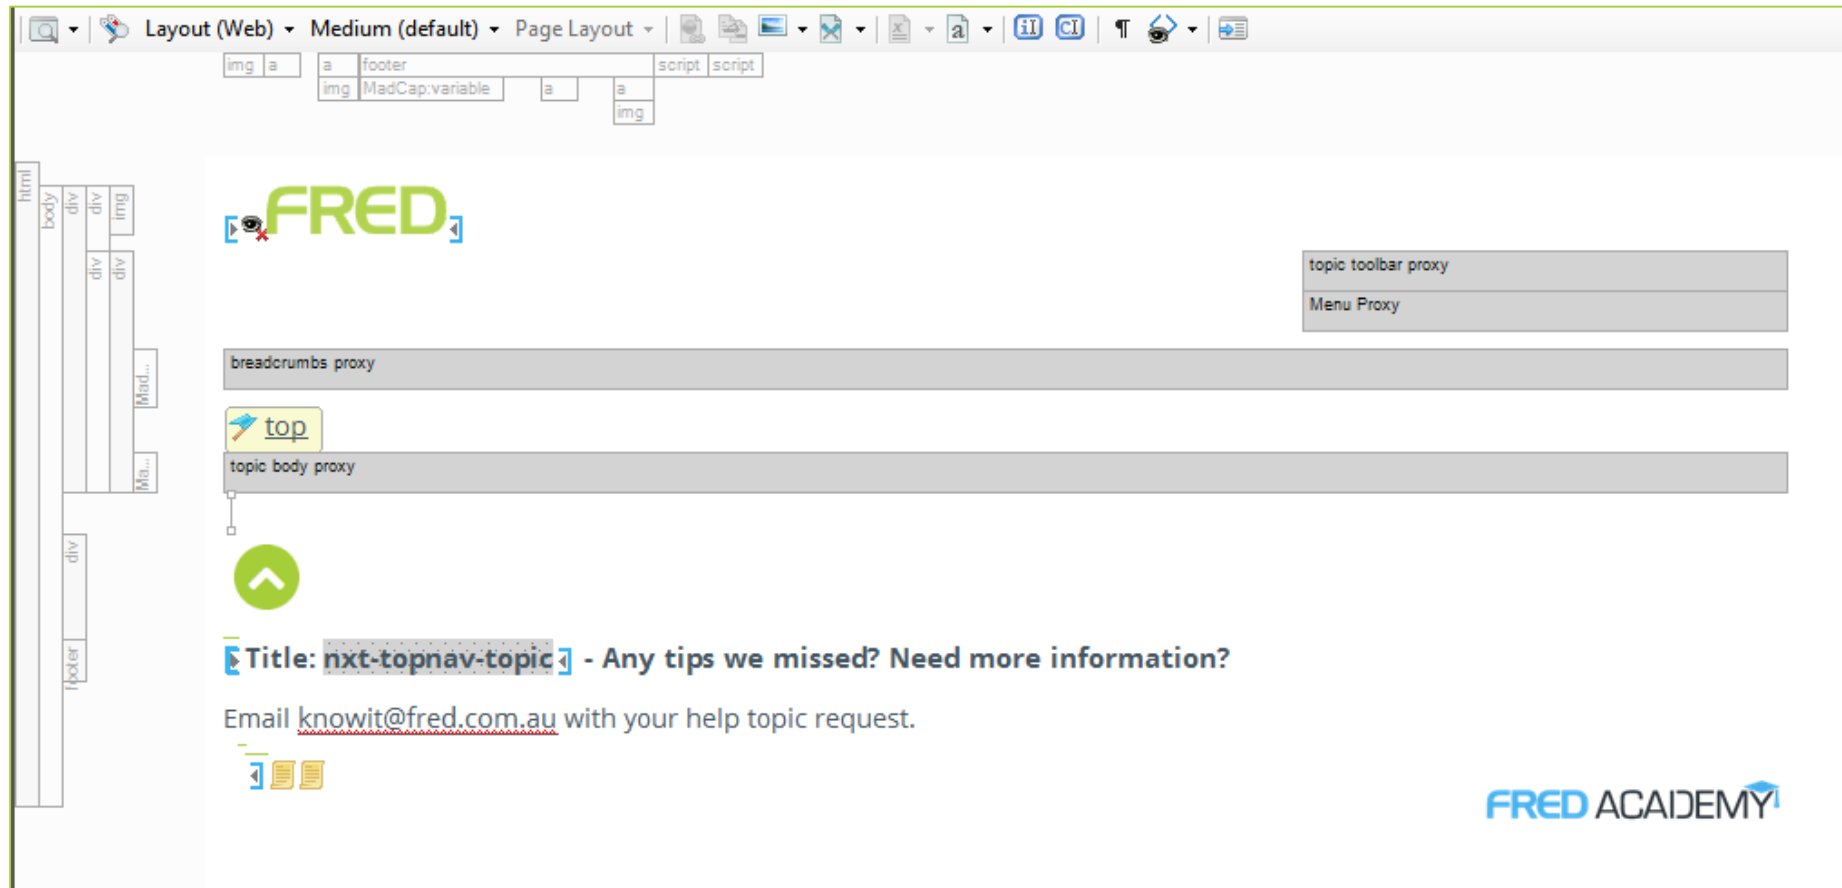 Layout (Web) Medium (default) Page Layout a iI CI ¶
img a a footer script script
img MadCap:variable a a
img
html
body
div
div
img
div
div
Mad...
Ma...
div
footer
FRED
topic toolbar proxy
Menu Proxy
breadcrumbs proxy
top
topic body proxy
Title: nxt-topnav-topic - Any tips we missed? Need more information?
Email knowit@fred.com.au with your help topic request.
FRED ACADEMY